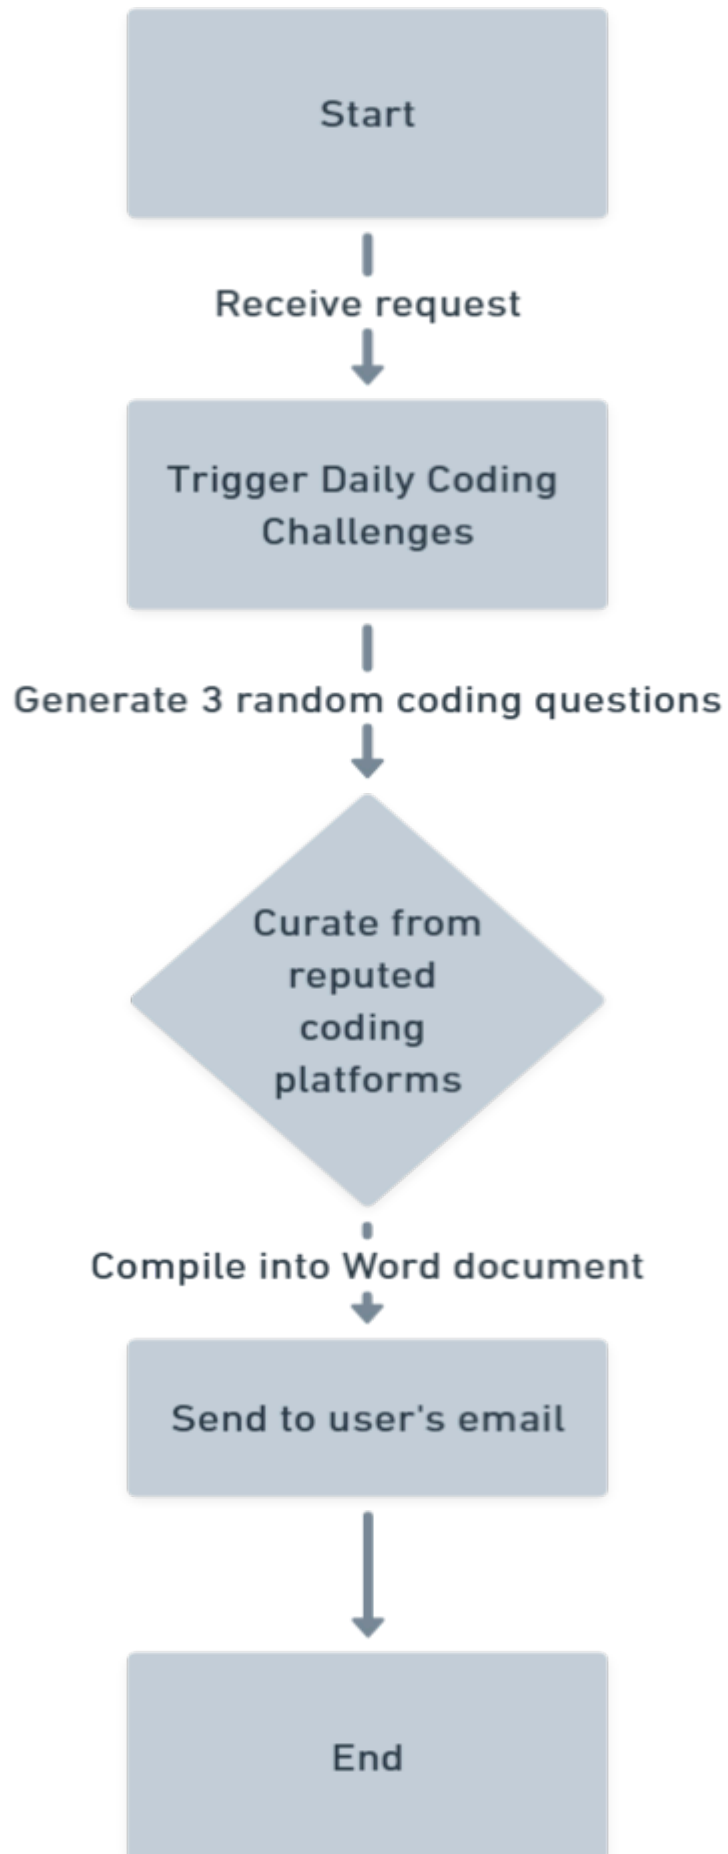 Start
Receive request
Trigger Daily Coding
Challenges
Generate 3 random coding questions
Curate from
reputed
coding
platforms
Compile into Word document
Send to user's email
End